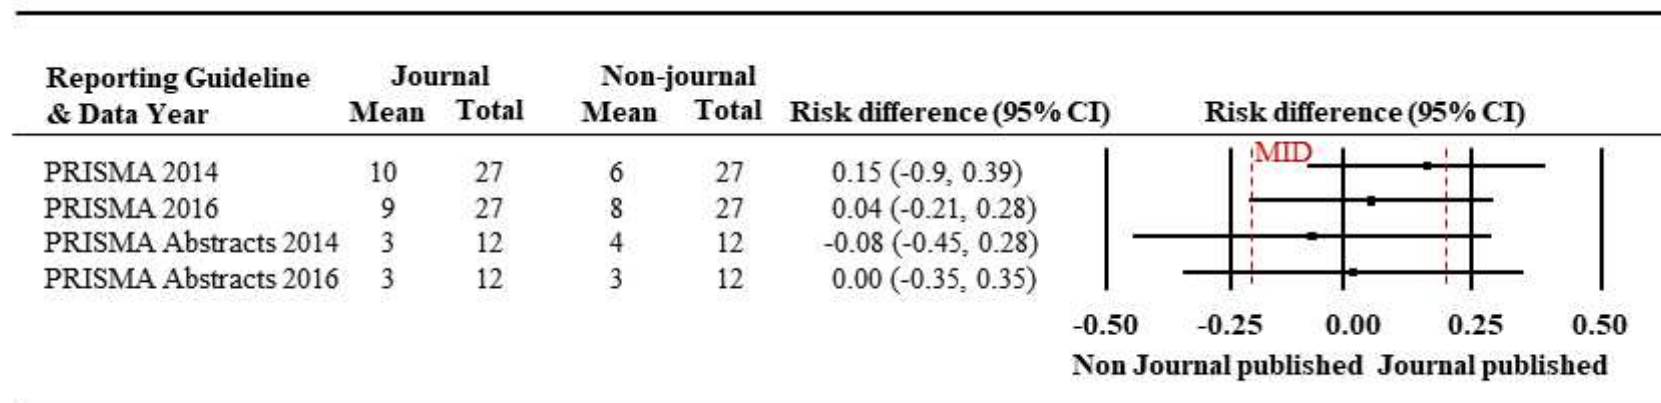 Reporting Guideline Journal Non-journal
& Data Year Mean Total Mean Total Risk difference (95% CI) Risk difference (95% CI)
MID
PRISMA 2014 10 27 6 27 0.15 (-0.9, 0.39)
PRISMA 2016 9 27 8 27 0.04 (-0.21, 0.28)
PRISMA Abstracts 2014 3 12 4 12 -0.08 (-0.45, 0.28)
PRISMA Abstracts 2016 3 12 3 12 0.00 (-0.35, 0.35)
-0.50 -0.25 0.00 0.25 0.50
Non Journal published Journal published